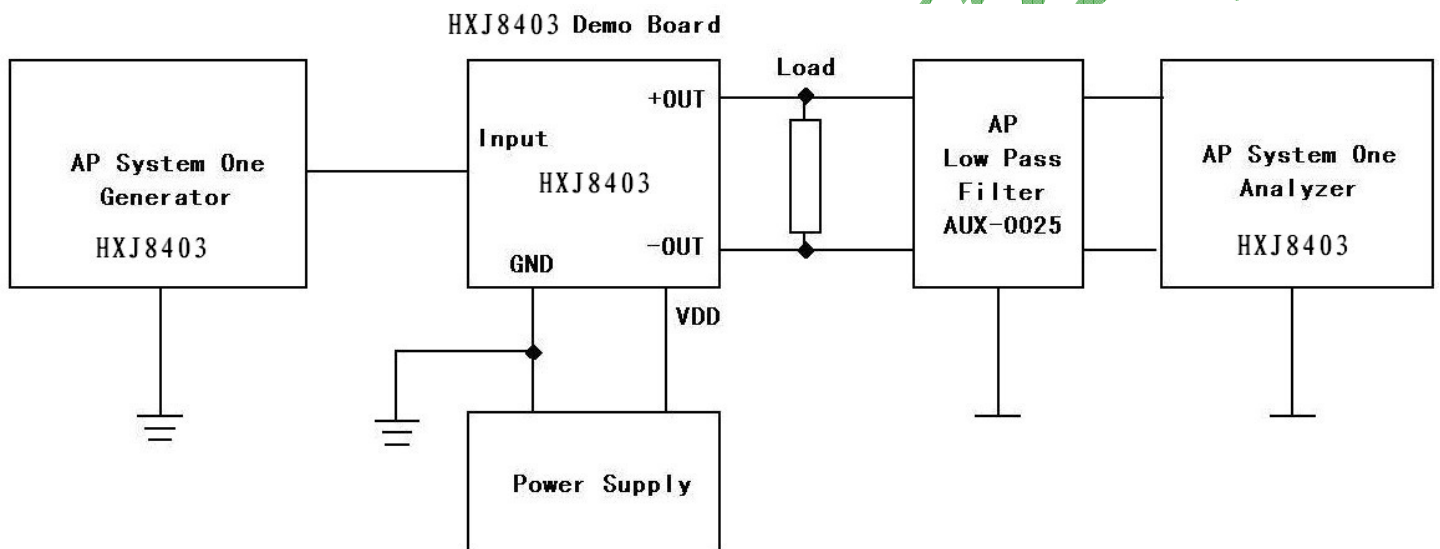 HXJ8403 Demo Board
AP System One
Generator
HXJ8403
Input
HXJ8403
+OUT
-OUT
GND
VDD
Load
AP
Low Pass
Filter
AUX-0025
AP System One
Analyzer
HXJ8403
Power Supply